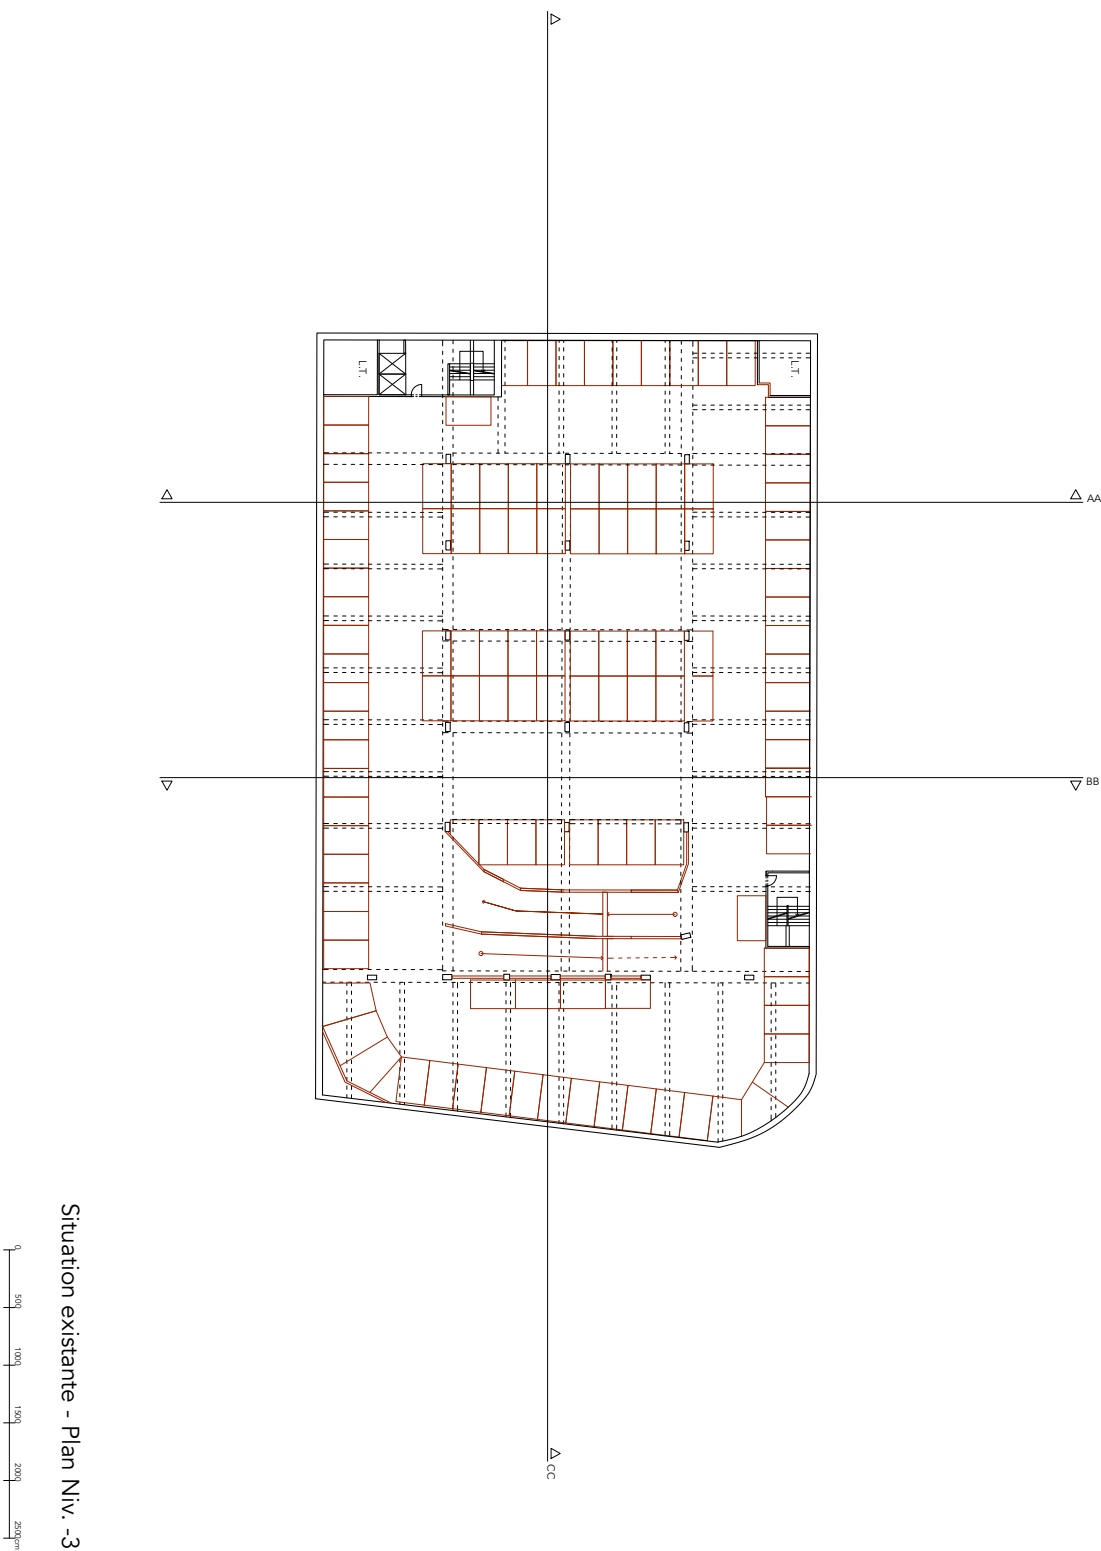 L.T.
L.T.
AA
BB
CC
Situation existante - Plan Niv. -3
0 500 1000 1500 2000 2500cm